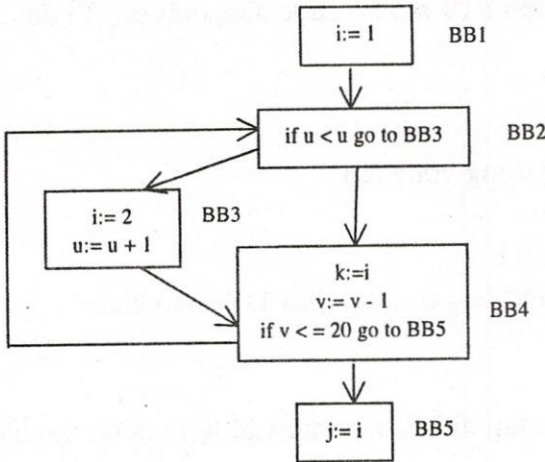 i:= 1
BB1
if u < u go to BB3
BB2
i:= 2
u:= u + 1
BB3
k:=i
v:= v - 1
if v < = 20 go to BB5
BB4
j:= i
BB5